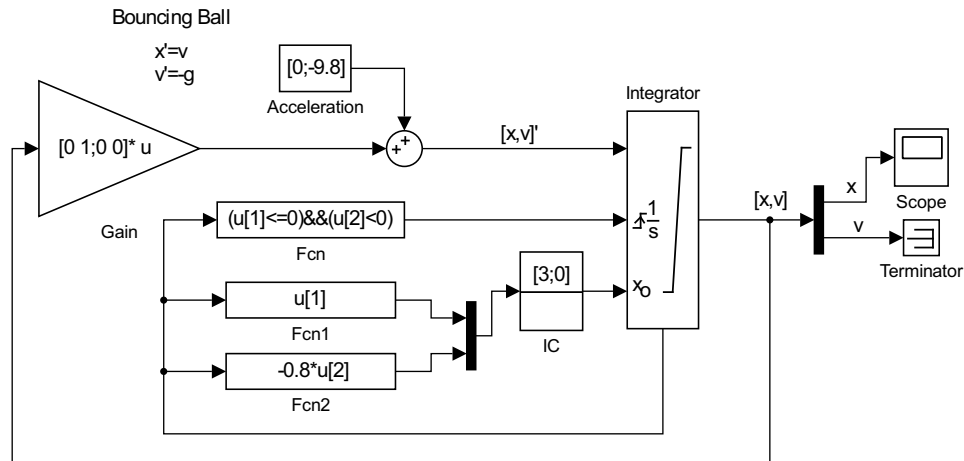 Bouncing Ball
x'=v
v'=-g
[0;-9.8]
Acceleration
Integrator
[0 1;0 0]* u
+
+
[x,v]'
[x,v]
x
v
Scope
Terminator
Gain
(u[1]<=0)&&(u[2]<0)
Fcn
1
s
u[1]
Fcn1
[3;0]
IC
xo
-0.8*u[2]
Fcn2